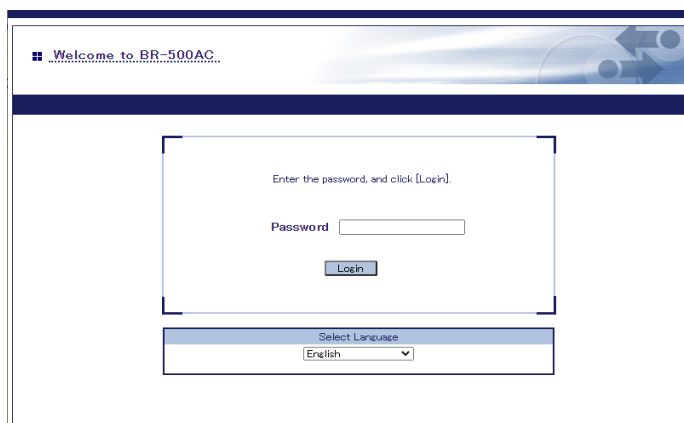 Welcome to BR-500AC
Enter the password, and click [Login].
Password
Login
Select Language
English